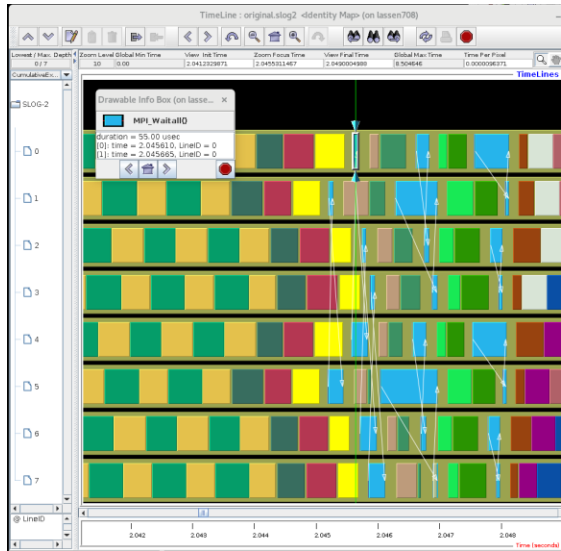 TimeLine : original.slog2 <Identity Map> (on lassen708)
Lowest / Max. Depth
Zoom Level
Global Min Time
View Init Time
Zoom Focus Time
View Final Time
Global Max Time
Time Per Pixel
0 / 7
10
0.00
2.0412029871
2.0455011467
2.0490004980
8.504646
0.0000096371
CumulativeEx...
TimeLines
SLOG-2
Drawable Info Box (on lasse...
MPI_Waitall()
duration = 55.00 usec
[0]: time = 2.045610, LineID = 0
[1]: time = 2.045665, LineID = 0
0
1
2
3
4
5
6
7
@ LineID
2.042
2.043
2.044
2.045
2.046
2.047
2.048
Time (seconds)